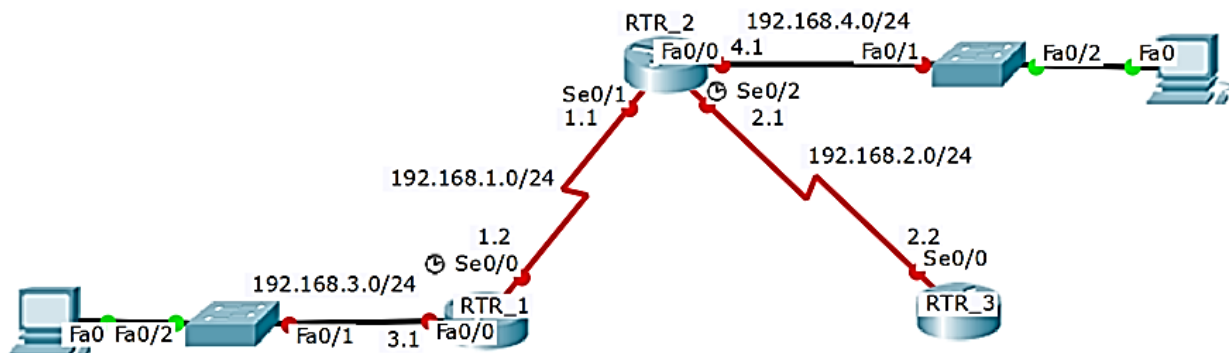 RTR_2
192.168.4.0/24
Fa0/0
4.1
Fa0/1
Fa0/2
Fa0
Se0/1
1.1
Se0/2
2.1
192.168.1.0/24
192.168.2.0/24
1.2
Se0/0
2.2
Se0/0
192.168.3.0/24
RTR_1
RTR_3
Fa0
Fa0/2
Fa0/1
3.1
Fa0/0